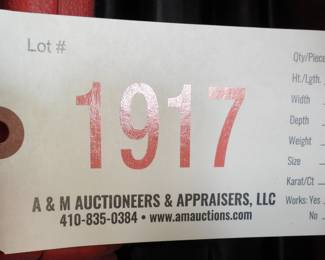 Lot #
1917
A & M AUCTIONEERS & APPRAISERS, LLC
410-835-0384 • www.amauctions.com
Qty/Piece
Ht./Lgth.
Width
Depth
Weight
Size
Karat/Ct
Works: Yes
No